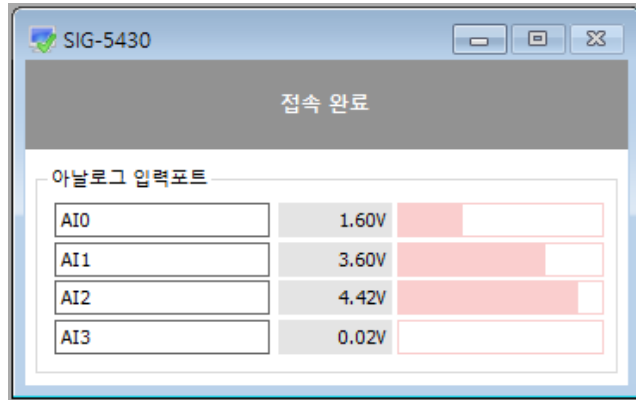 SIG-5430
접속 완료
아날로그 입력포트
AI0 1.60V
AI1 3.60V
AI2 4.42V
AI3 0.02V